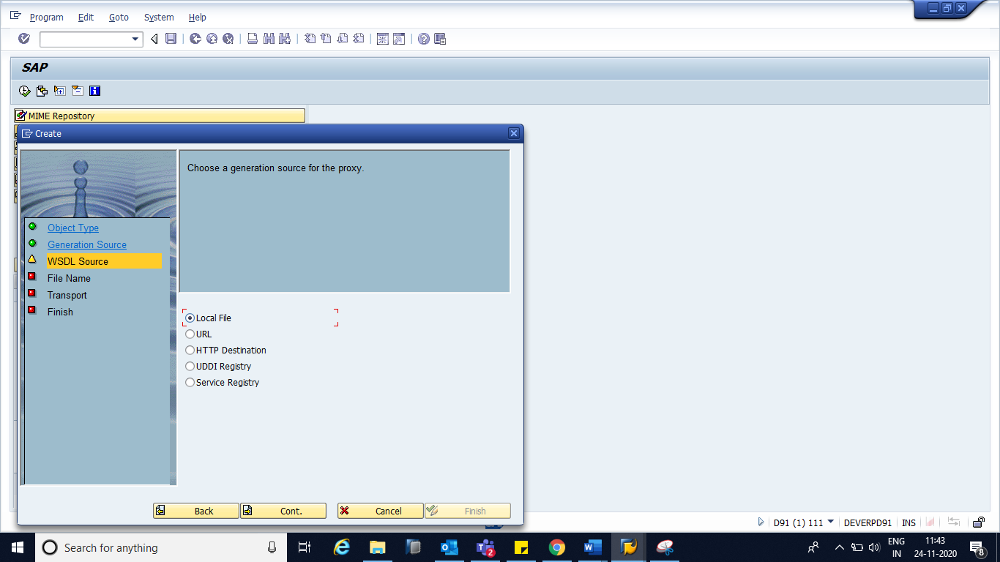 Program Edit Goto System Help
SAP
MIME Repository
Create
Choose a generation source for the proxy.
Object Type
Generation Source
WSDL Source
File Name
Transport
Finish
Local File
URL
HTTP Destination
UDDI Registry
Service Registry
Back Cont. Cancel Finish
D91 (1) 111 DEVERPD91 INS
Search for anything
2
ENG
IN
11:43
24-11-2020
8